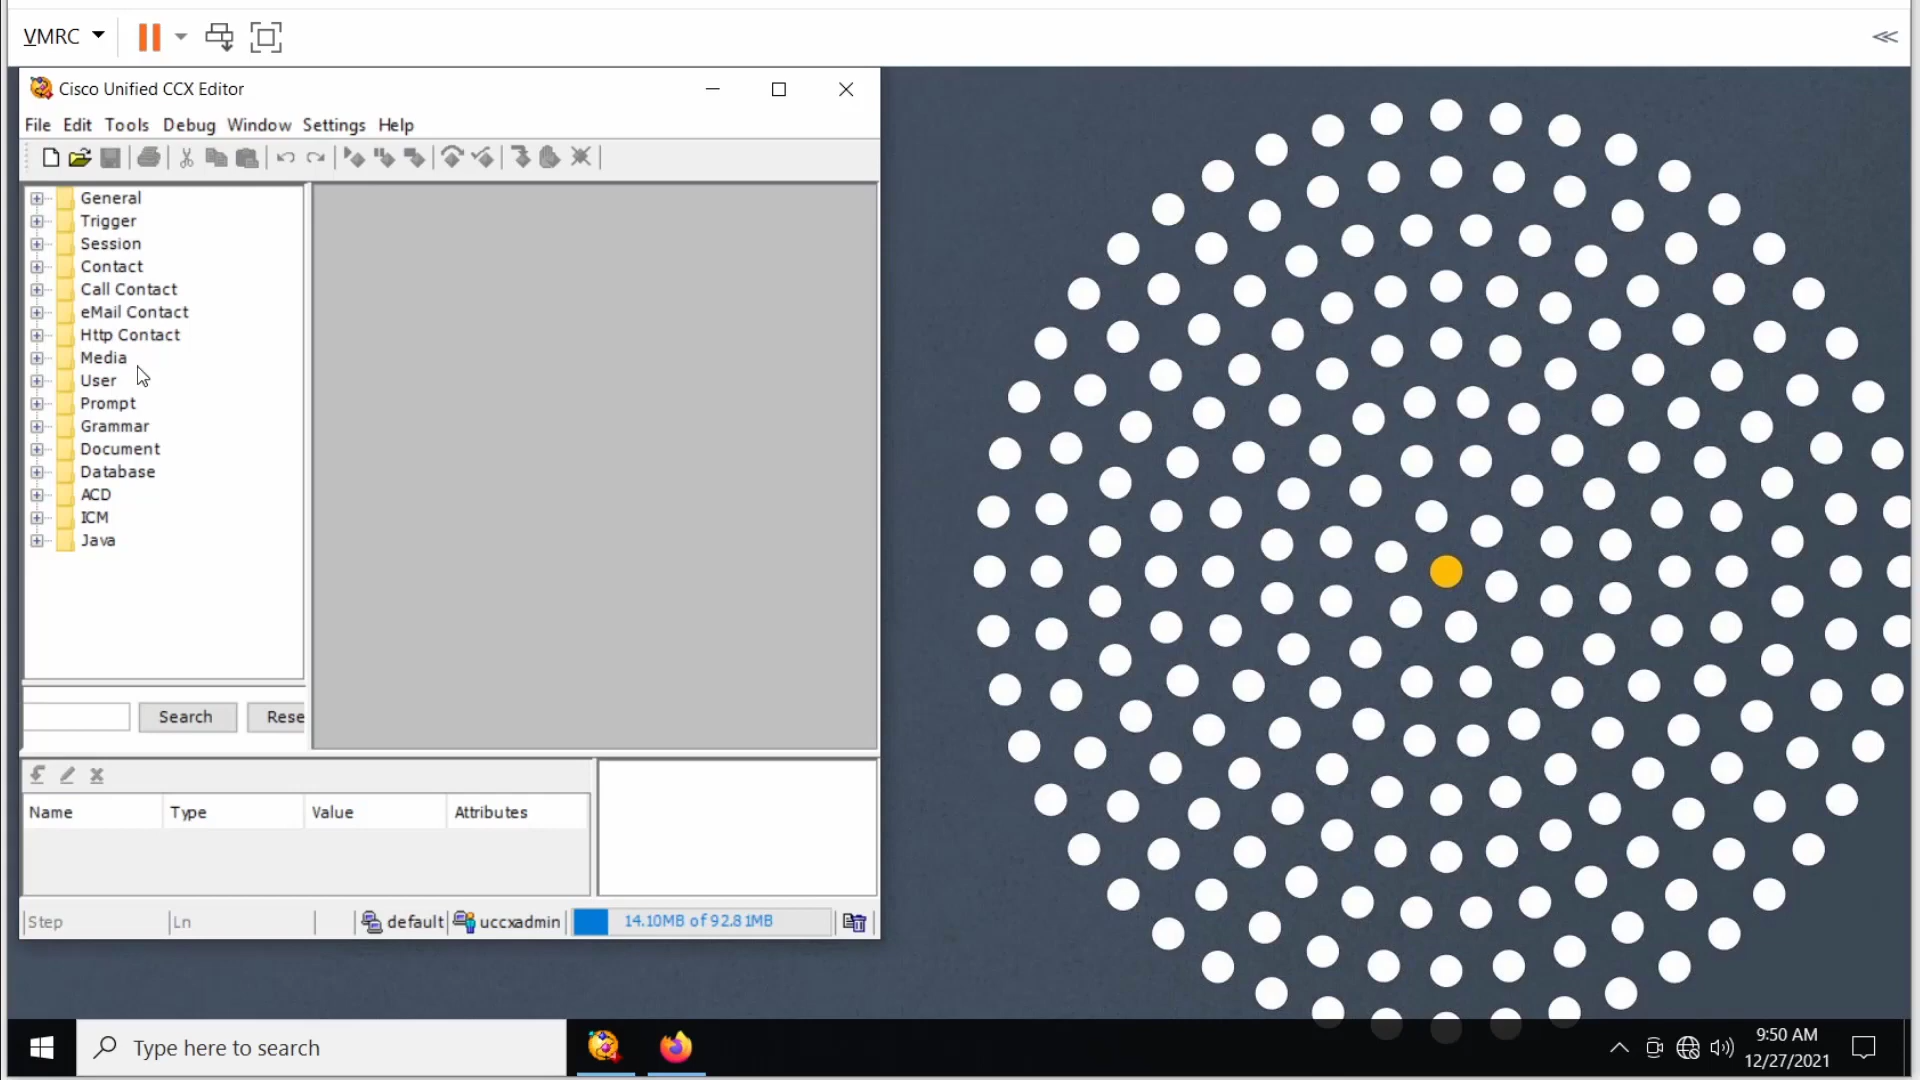 VMRC
Cisco Unified CCX Editor
File Edit Tools Debug Window Settings Help
General
Trigger
Session
Contact
Call Contact
eMail Contact
Http Contact
Media
User
Prompt
Grammar
Document
Database
ACD
ICM
Java
Search Rese
Name Type Value Attributes
Step Ln default uccxadmin 14.10MB of 92.81MB
Type here to search
9:50 AM
12/27/2021